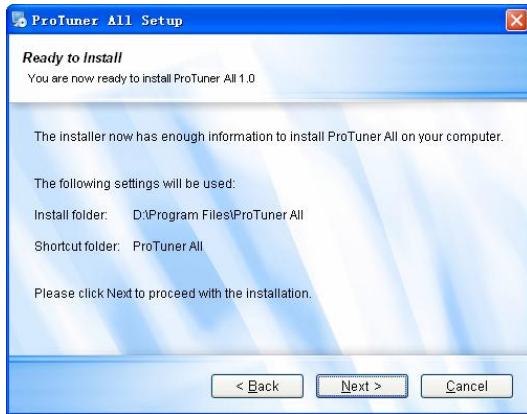 ProTuner All Setup
Ready to Install
You are now ready to install ProTuner All 1.0
The installer now has enough information to install ProTuner All on your computer.
The following settings will be used:
Install folder: D:\Program Files\ProTuner All
Shortcut folder: ProTuner All
Please click Next to proceed with the installation.
< Back Next > Cancel